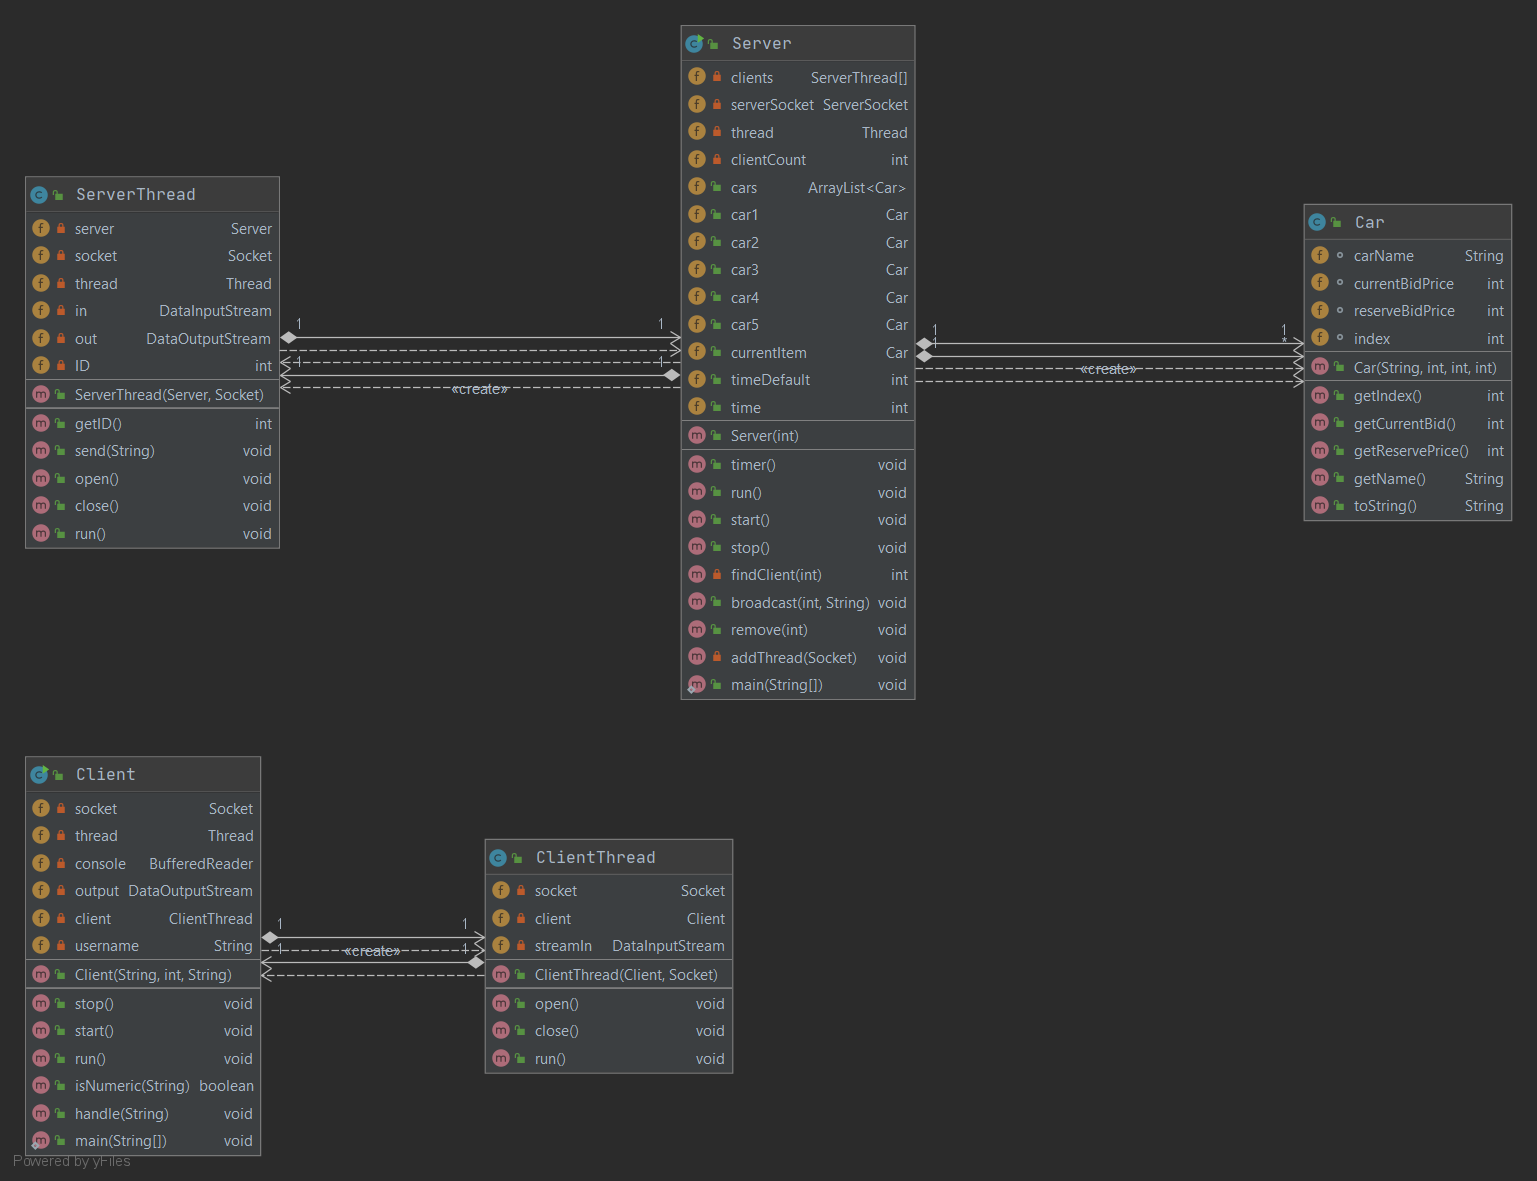 Server
clients ServerThread[]
serverSocket ServerSocket
thread Thread
clientCount int
cars ArrayList<Car>
car1 Car
car2 Car
car3 Car
car4 Car
car5 Car
currentItem Car
timeDefault int
time int
Server(int)
timer() void
run() void
start() void
stop() void
findClient(int) int
broadcast(int, String) void
remove(int) void
addThread(Socket) void
main(String[]) void
ServerThread
server Server
socket Socket
thread Thread
in DataInputStream
out DataOutputStream
ID int
ServerThread(Server, Socket)
getID() int
send(String) void
open() void
close() void
run() void
1 1
1 1
«create»
1 1
1 *
«create»
Car
carName String
currentBidPrice int
reserveBidPrice int
index int
Car(String, int, int, int)
getIndex() int
getCurrentBid() int
getReservePrice() int
getName() String
toString() String
Client
socket Socket
thread Thread
console BufferedReader
output DataOutputStream
client ClientThread
username String
Client(String, int, String)
stop() void
start() void
run() void
isNumeric(String) boolean
handle(String) void
main(String[]) void
1 1
1 «create» 1
ClientThread
socket Socket
client Client
streamIn DataInputStream
ClientThread(Client, Socket)
open() void
close() void
run() void
Powered by yFiles